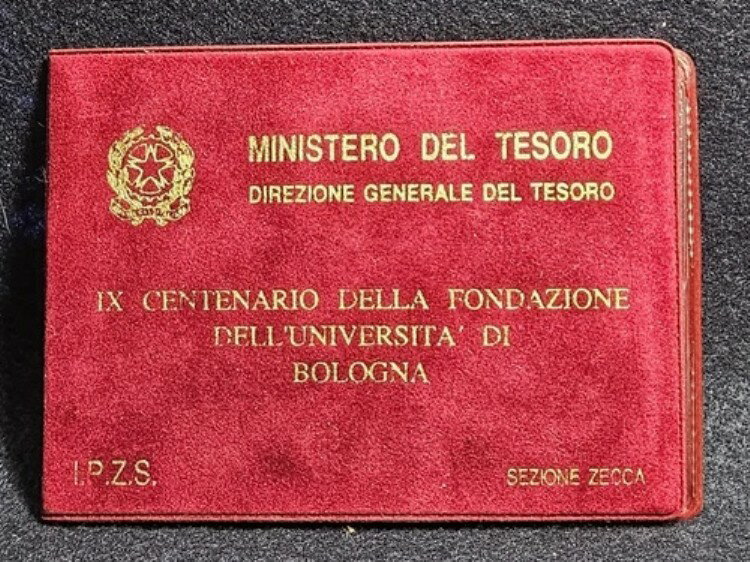 MINISTERO DEL TESORO
DIREZIONE GENERALE DEL TESORO
IX CENTENARIO DELLA FONDAZIONE
DELL'UNIVERSITA' DI
BOLOGNA
I.P.Z.S.
SEZIONE ZECCA